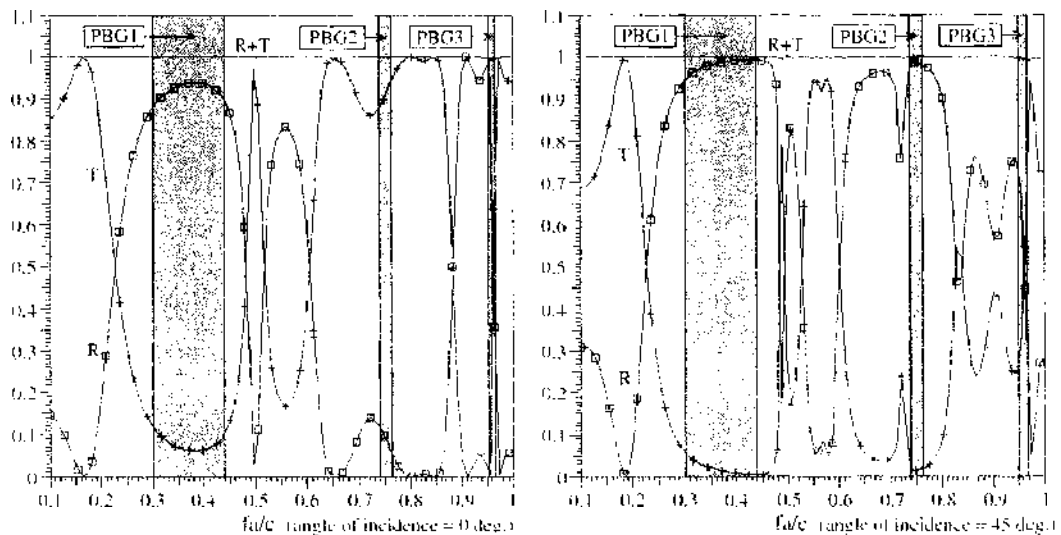 PBG1
R+T
PBG2
PBG3
1
0.9
0.8
0.7
0.6
0.5
0.4
0.3
0.2
0.1
0
T
R
0.1 0.2 0.3 0.4 0.5 0.6 0.7 0.8 0.9 1
fa/c (angle of incidence = 0 deg.)
PBG1
R+T
PBG2
PBG3
1
0.9
0.8
0.7
0.6
0.5
0.4
0.3
0.2
0.1
0
T
R
0.1 0.2 0.3 0.4 0.5 0.6 0.7 0.8 0.9 1
fa/c (angle of incidence = 45 deg.)